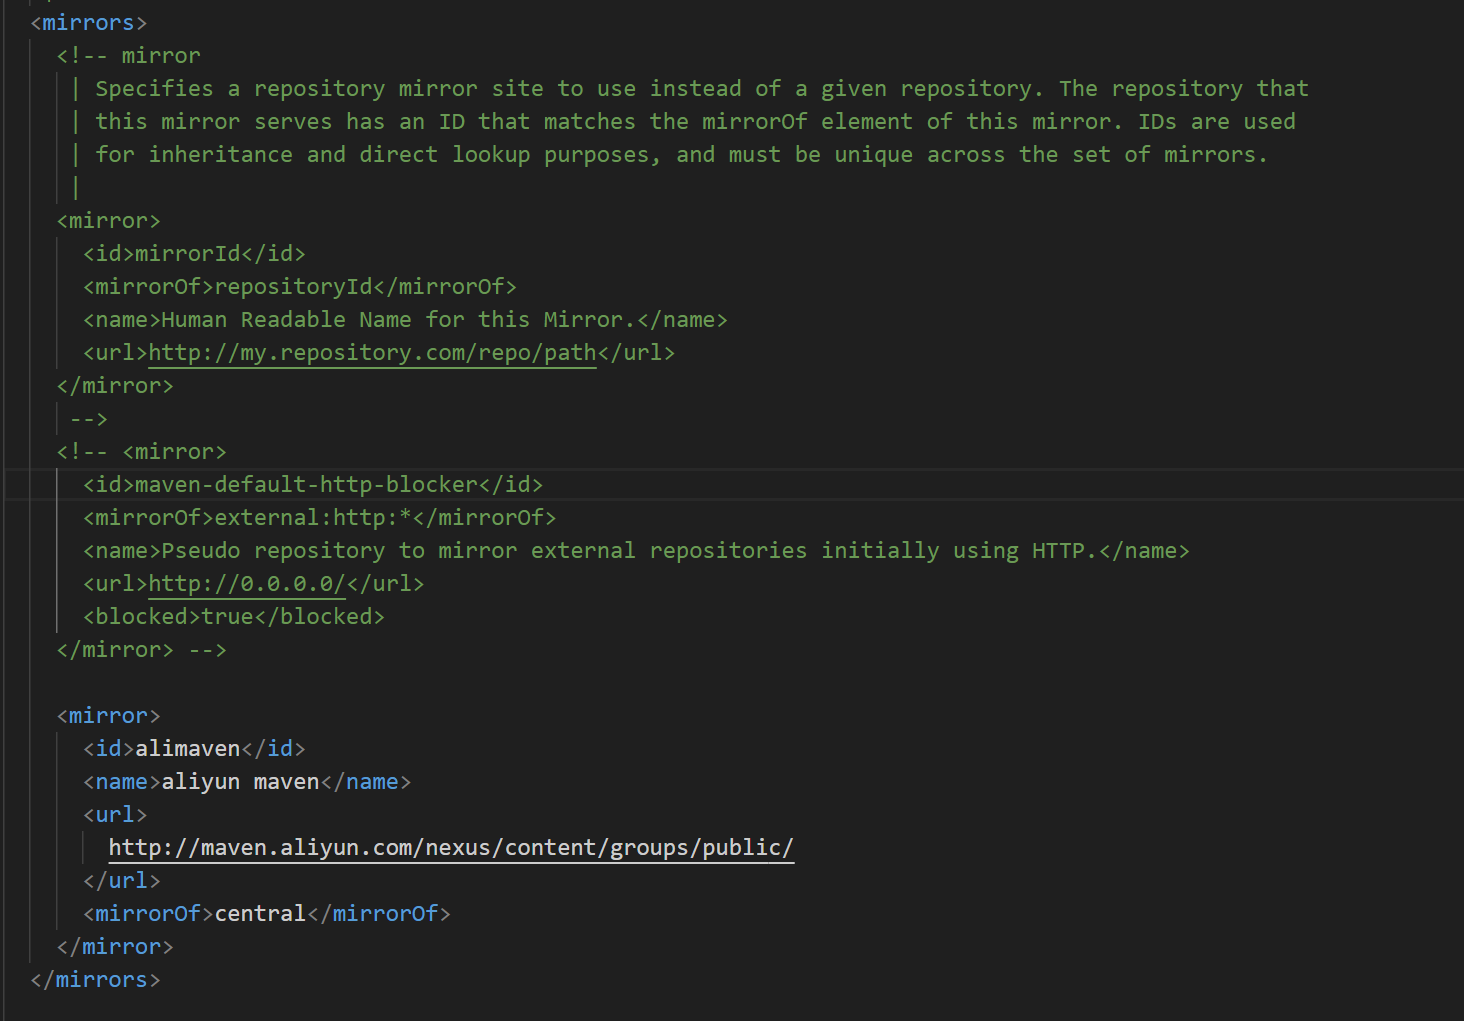 <mirrors>
<!-- mirror
| Specifies a repository mirror site to use instead of a given repository. The repository that
| this mirror serves has an ID that matches the mirrorOf element of this mirror. IDs are used
| for inheritance and direct lookup purposes, and must be unique across the set of mirrors.
|
<mirror>
<id>mirrorId</id>
<mirrorOf>repositoryId</mirrorOf>
<name>Human Readable Name for this Mirror.</name>
<url>http://my.repository.com/repo/path</url>
</mirror>
-->
<!-- <mirror>
<id>maven-default-http-blocker</id>
<mirrorOf>external:http:*</mirrorOf>
<name>Pseudo repository to mirror external repositories initially using HTTP.</name>
<url>http://0.0.0.0/</url>
<blocked>true</blocked>
</mirror> -->
<mirror>
<id>alimaven</id>
<name>aliyun maven</name>
<url>
http://maven.aliyun.com/nexus/content/groups/public/
</url>
<mirrorOf>central</mirrorOf>
</mirror>
</mirrors>